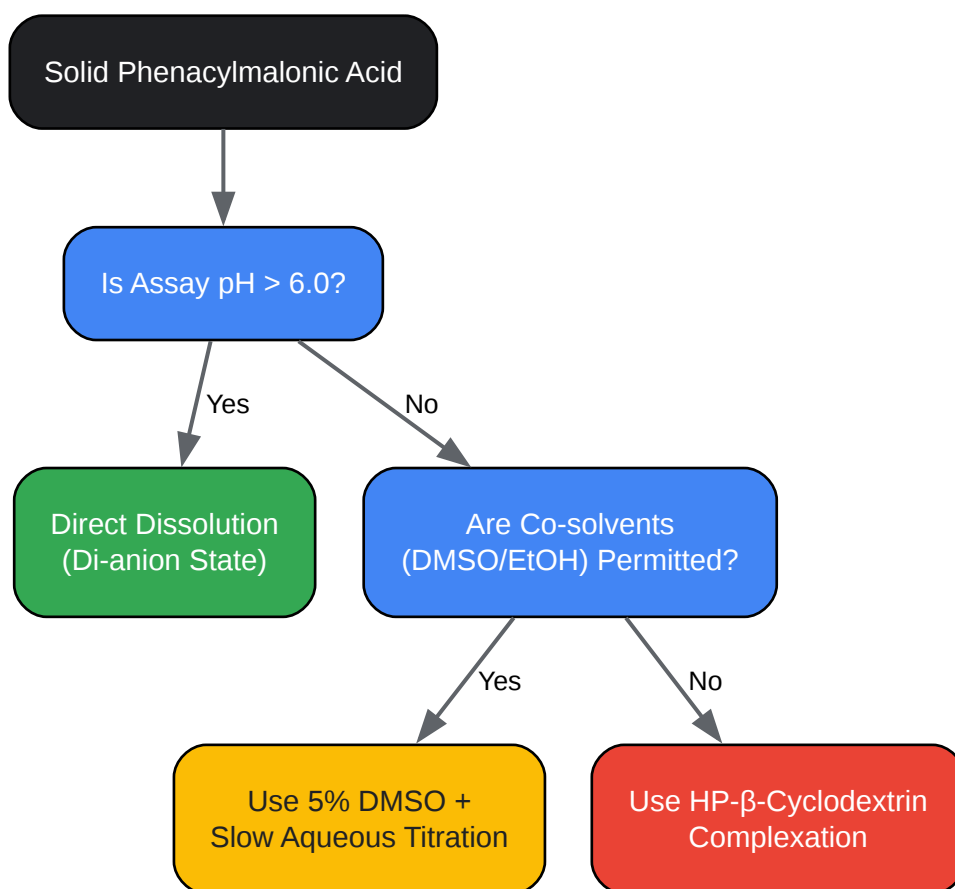 Solid Phenacylmalonic Acid
Is Assay pH > 6.0?
Yes
No
Direct Dissolution
(Di-anion State)
Are Co-solvents
(DMSO/EtOH) Permitted?
Yes
No
Use 5% DMSO +
Slow Aqueous Titration
Use HP-β-Cyclodextrin
Complexation